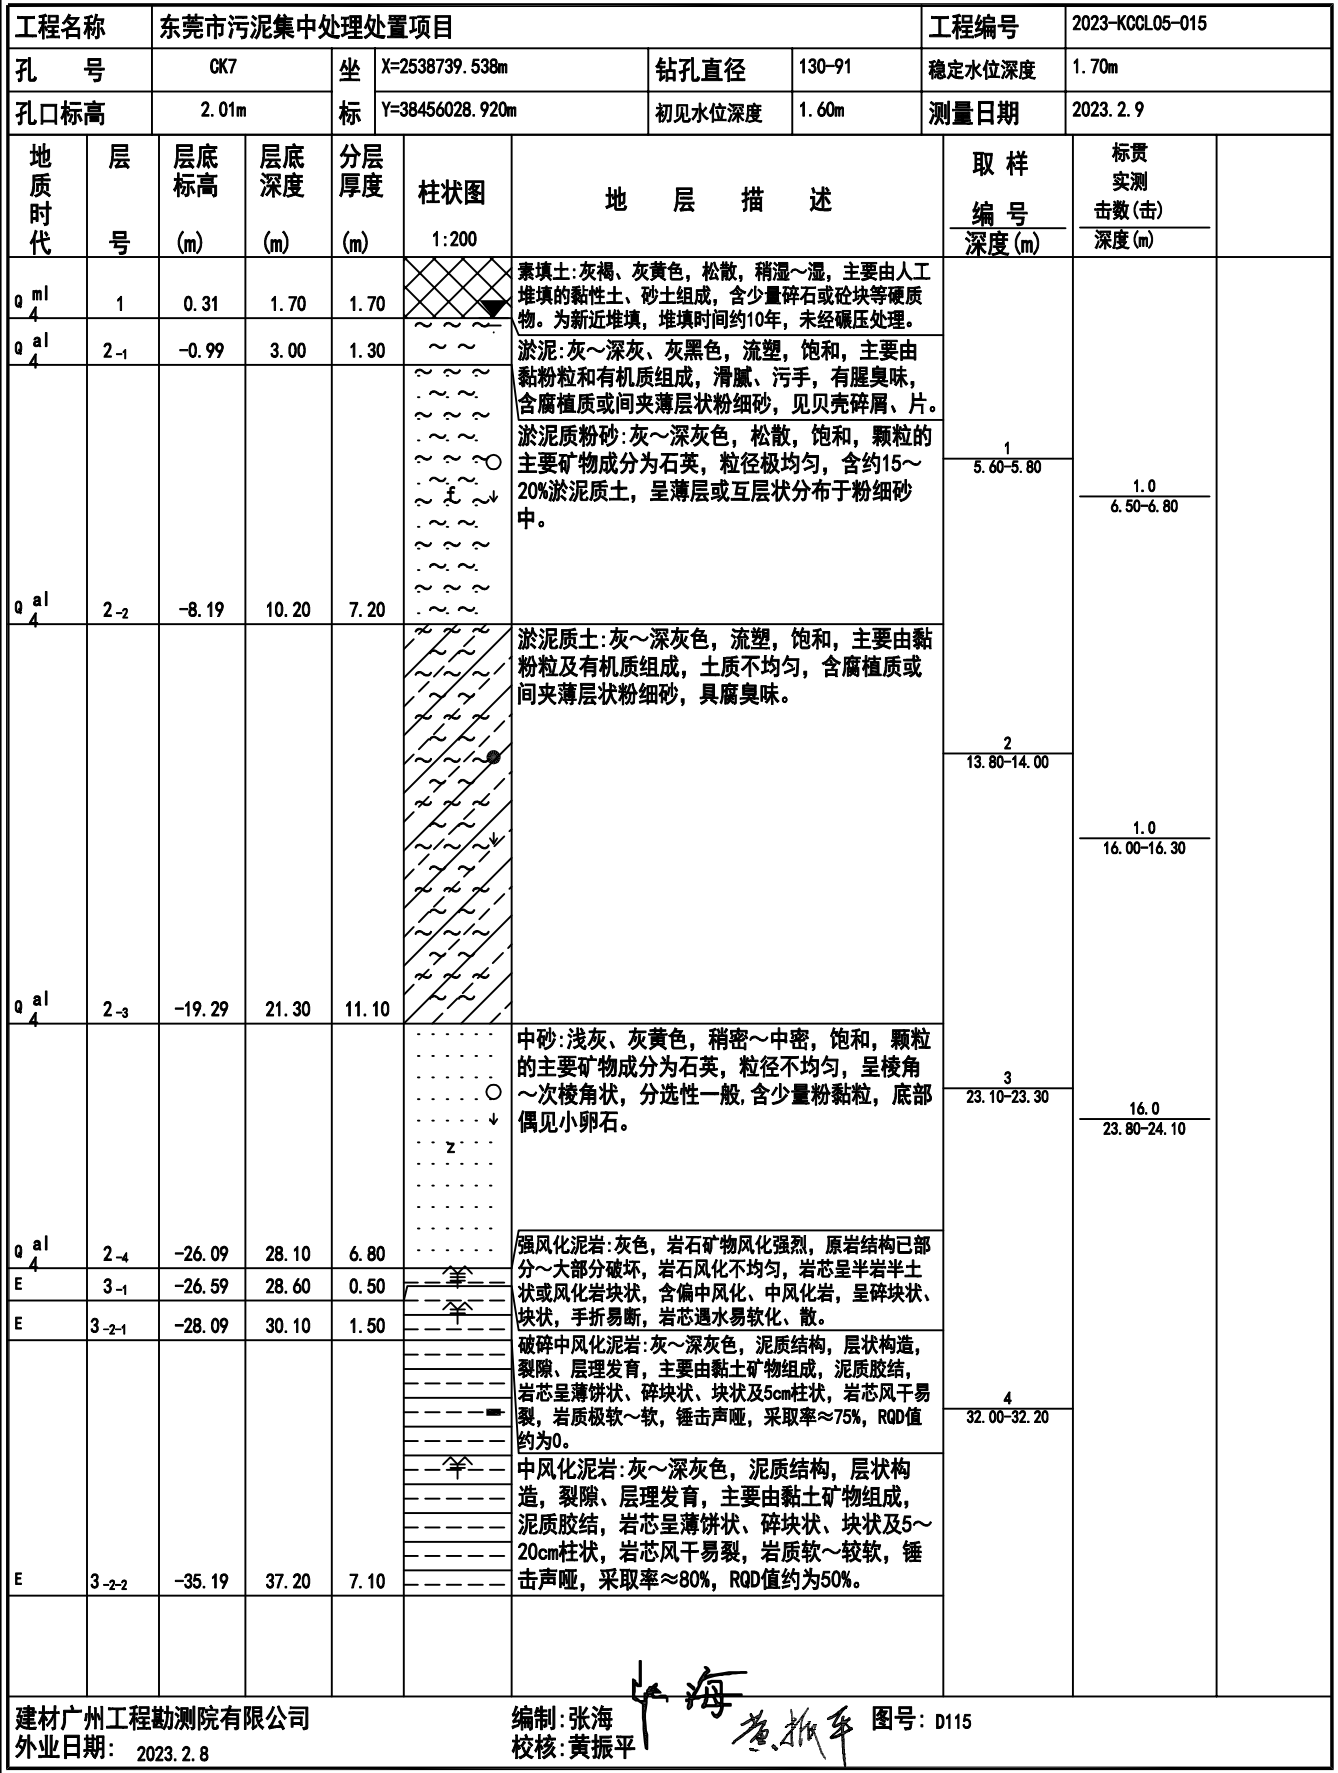 工程名称 东莞市污泥集中处理处置项目 工程编号 2023-KCCL05-015
孔 号 CK7 坐标 X=2538739.538m 钻孔直径 130-91 稳定水位深度 1.70m
孔口标高 2.01m Y=38456028.920m 初见水位深度 1.60m 测量日期 2023.2.9
地质时代 层号 层底标高(m) 层底深度(m) 分层厚度(m) 柱状图 1:200 地层描述 取样编号 深度(m) 标贯实测击数(击) 深度(m)
Q4ml 1 0.31 1.70 1.70
素填土:灰褐、灰黄色，松散，稍湿～湿，主要由人工
堆填的黏性土、砂土组成，含少量碎石或砼块等硬质
物。为新近堆填，堆填时间约10年，未经碾压处理。
Q4al 2-1 -0.99 3.00 1.30
淤泥:灰～深灰、灰黑色，流塑，饱和，主要由
黏粉粒和有机质组成，滑腻、污手，有腥臭味，
含腐植质或间夹薄层状粉细砂，见贝壳碎屑、片。
淤泥质粉砂:灰～深灰色，松散，饱和，颗粒的
主要矿物成分为石英，粒径极均匀，含约15～
20%淤泥质土，呈薄层或互层状分布于粉细砂
中。
1
5.60-5.80
1.0
6.50-6.80
f
Q4al 2-2 -8.19 10.20 7.20
淤泥质土:灰～深灰色，流塑，饱和，主要由黏
粉粒及有机质组成，土质不均匀，含腐植质或
间夹薄层状粉细砂，具腐臭味。
2
13.80-14.00
1.0
16.00-16.30
Q4al 2-3 -19.29 21.30 11.10
中砂:浅灰、灰黄色，稍密～中密，饱和，颗粒
的主要矿物成分为石英，粒径不均匀，呈棱角
～次棱角状，分选性一般,含少量粉黏粒，底部
偶见小卵石。
3
23.10-23.30
16.0
23.80-24.10
z
Q4al 2-4 -26.09 28.10 6.80
强风化泥岩:灰色，岩石矿物风化强烈，原岩结构已部
分～大部分破坏，岩石风化不均匀，岩芯呈半岩半土
状或风化岩块状，含偏中风化、中风化岩，呈碎块状、
块状，手折易断，岩芯遇水易软化、散。
E 3-1 -26.59 28.60 0.50
E 3-2-1 -28.09 30.10 1.50
破碎中风化泥岩:灰～深灰色，泥质结构，层状构造，
裂隙、层理发育，主要由黏土矿物组成，泥质胶结，
岩芯呈薄饼状、碎块状、块状及5cm柱状，岩芯风干易
裂，岩质极软～软，锤击声哑，采取率≈75%，RQD值
约为0。
4
32.00-32.20
中风化泥岩:灰～深灰色，泥质结构，层状构
造，裂隙、层理发育，主要由黏土矿物组成，
泥质胶结，岩芯呈薄饼状、碎块状、块状及5～
20cm柱状，岩芯风干易裂，岩质软～较软，锤
击声哑，采取率≈80%，RQD值约为50%。
E 3-2-2 -35.19 37.20 7.10
建材广州工程勘测院有限公司 编制:张海 张海 黄振平 图号: D115
外业日期: 2023.2.8 校核:黄振平